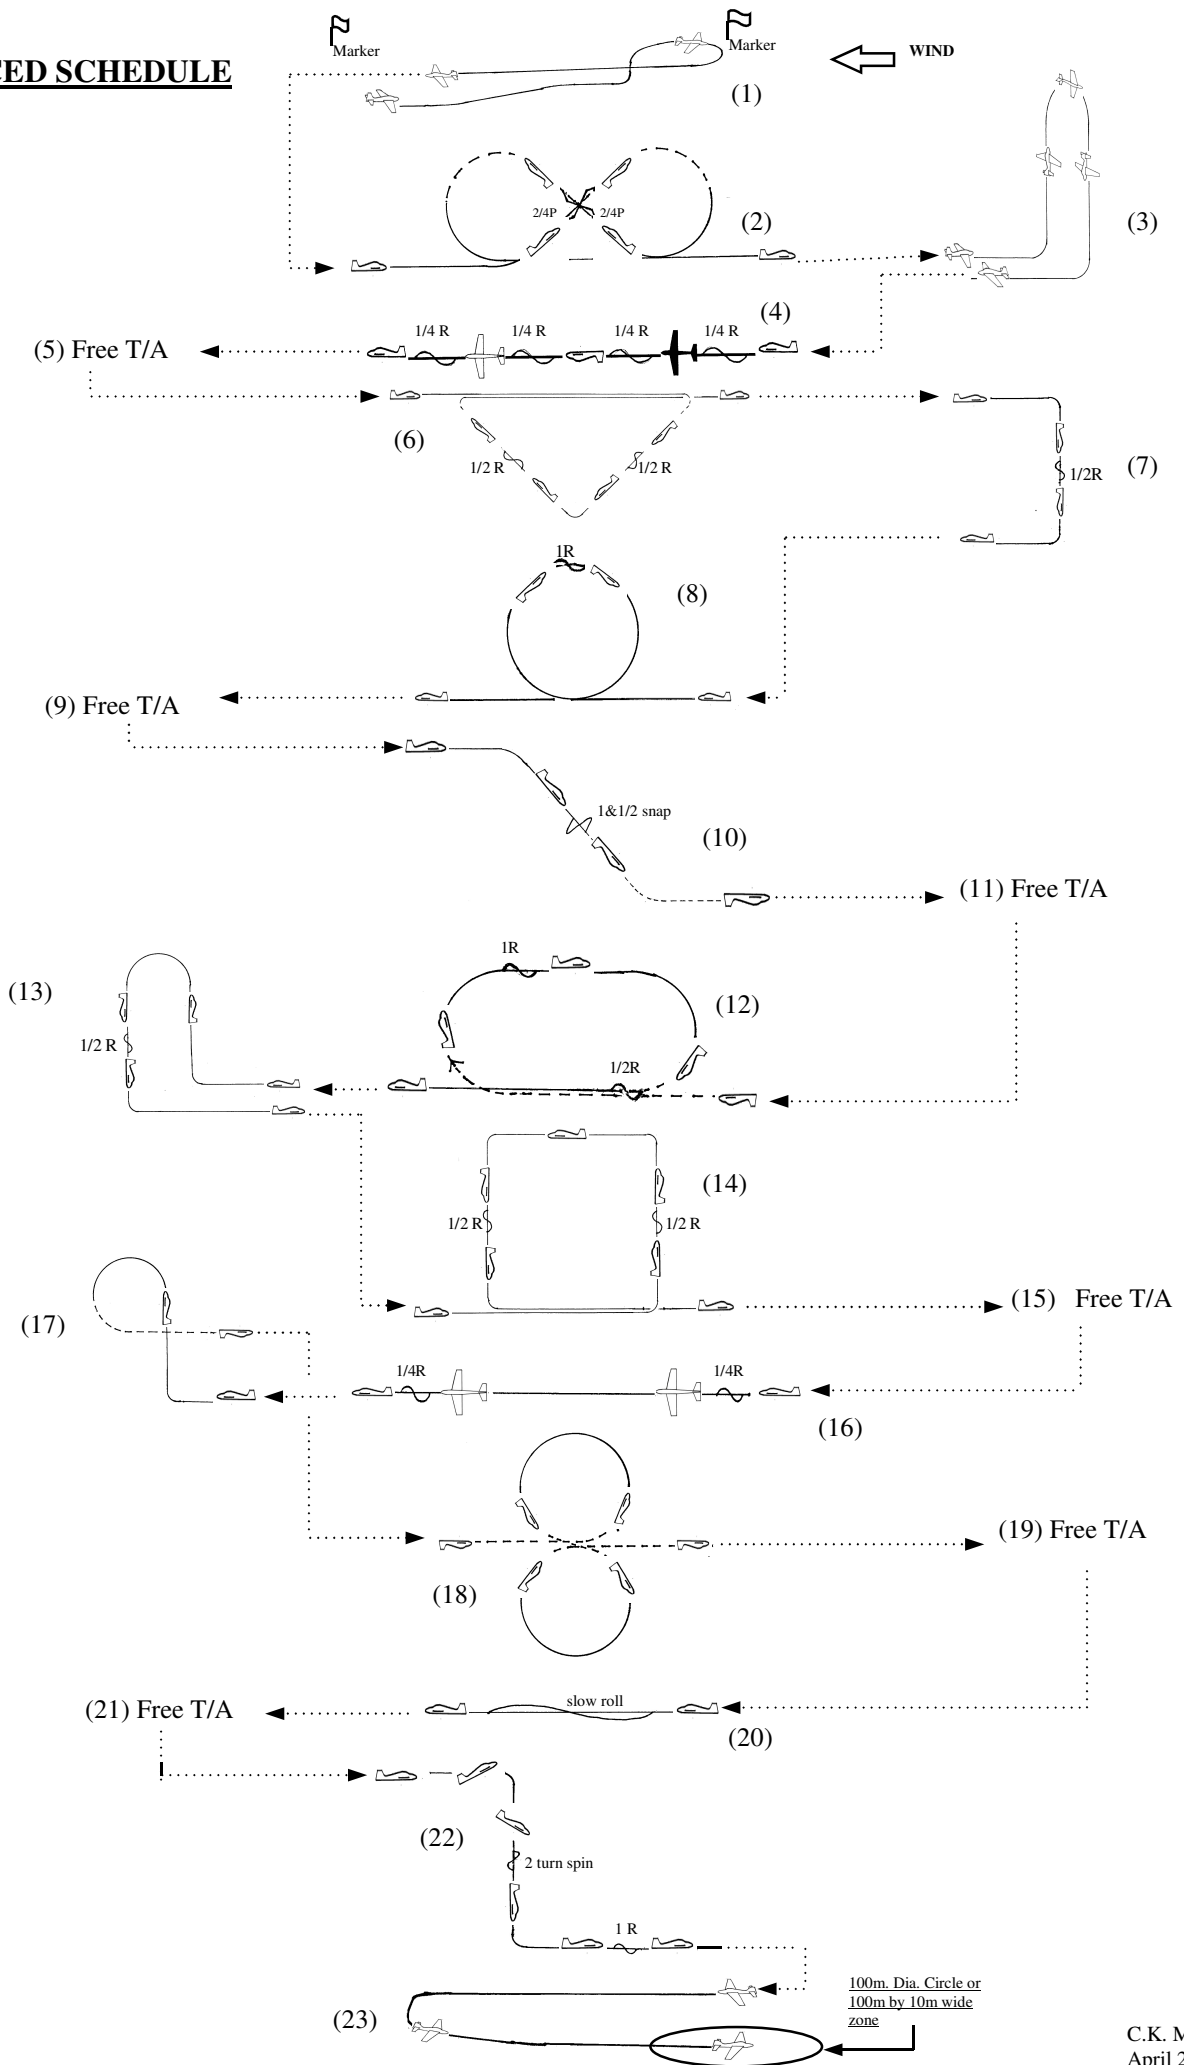 CED SCHEDULE
Marker
Marker
WIND
(1)
(2)
2/4P
2/4P
(3)
(4)
1/4 R
1/4 R
1/4 R
1/4 R
(5) Free T/A
(6)
1/2 R
1/2 R
(7)
1/2R
1R
(8)
(9) Free T/A
1&1/2 snap
(10)
(11) Free T/A
1R
(12)
1/2R
(13)
1/2 R
(14)
1/2 R
1/2 R
(15) Free T/A
(17)
1/4R
1/4R
(16)
(18)
(19) Free T/A
(21) Free T/A
slow roll
(20)
(22)
2 turn spin
1 R
(23)
100m. Dia. Circle or
100m by 10m wide
zone
C.K. M
April 2